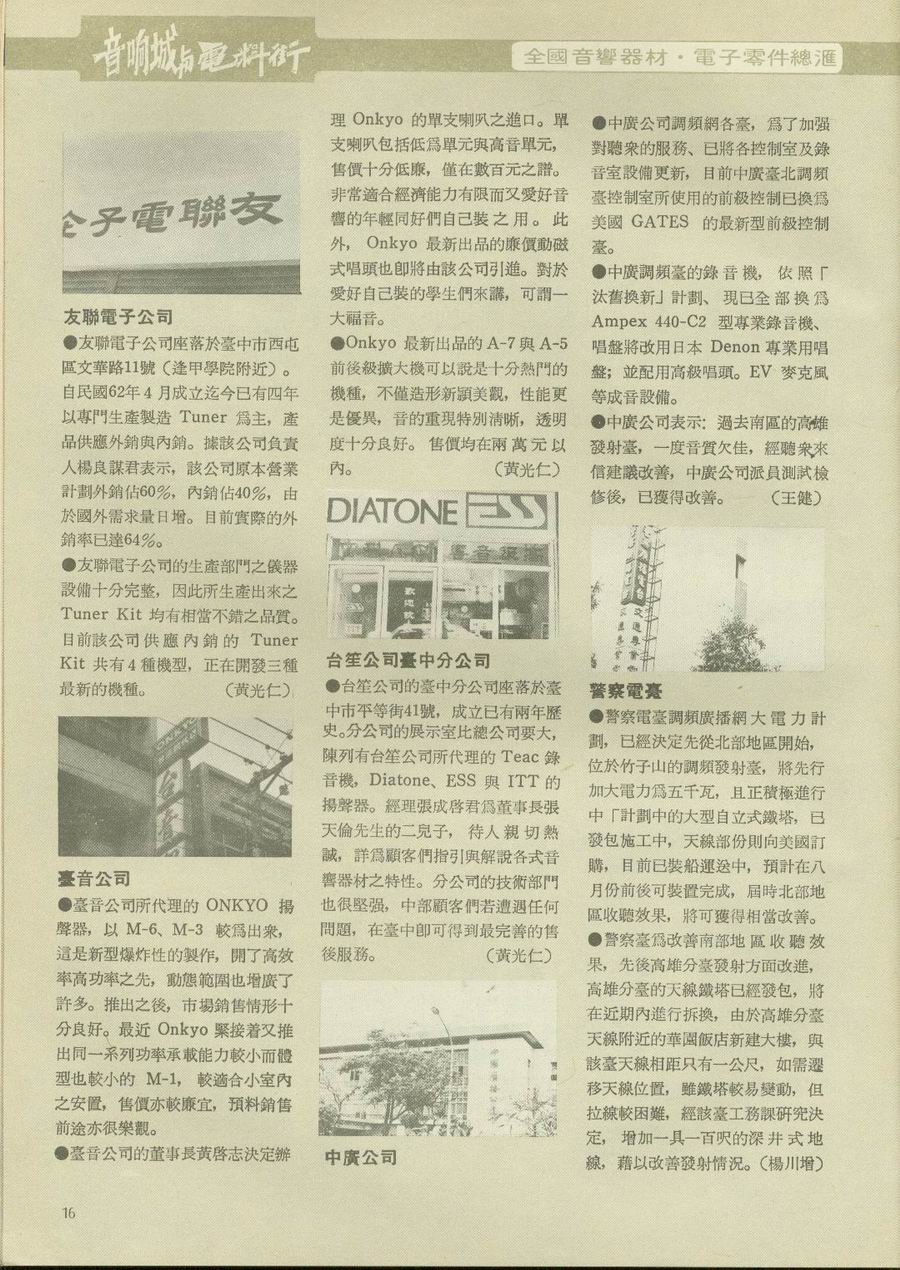 音响城與電料街
全國音響器材・電子零件總滙
友聯電子公
友聯電子公司
●友聯電子公司座落於臺中市西屯
區文華路11號（逢甲學院附近）。
自民國62年4月成立迄今已有四年
以專門生產製造 Tuner 爲主，產
品供應外銷與內銷。據該公司負責
人楊良謀君表示，該公司原本營業
計劃外銷佔60％，內銷佔40％，由
於國外需求量日增。目前實際的外
銷率已達64％。
●友聯電子公司的生產部門之儀器
設備十分完整，因此所生產出來之
Tuner Kit 均有相當不錯之品質。
目前該公司供應內銷的 Tuner
Kit 共有4種機型，正在開發三種
最新的機種。（黃光仁）
臺音公司
●臺音公司所代理的 ONKYO 揚
聲器，以 M-6、M-3 較爲出衆，
這是新型爆炸性的製作，開了高效
率高功率之先，動態範圍也增廣了
許多。推出之後，市場銷售情形十
分良好。最近 Onkyo 緊接着又推
出同一系列功率承載能力較小而體
型也較小的 M-1， 較適合小室內
之安置，售價亦較廉宜，預料銷售
前途亦很樂觀。
●臺音公司的董事長黃啓志決定辦
理 Onkyo 的單支喇叭之進口。單
支喇叭包括低爲單元與高音單元，
售價十分低廉，僅在數百元之譜。
非常適合經濟能力有限而又愛好音
響的年輕同好們自己裝之用。此
外， Onkyo 最新出品的廉價動磁
式唱頭也卽將由該公司引進。對於
愛好自己裝的學生們來講，可謂一
大福音。
●Onkyo 最新出品的 A-7 與 A-5
前後級擴大機可以說是十分熱門的
機種，不僅造形新穎美觀，性能更
是優異，音的重現特別淸晰，透明
度十分良好。 售價均在兩萬元以
內。（黃光仁）
DIATONE ESS
台笙公司臺中分公司
●台笙公司的臺中分公司座落於臺
中市平等街41號，成立已有兩年歷
史。分公司的展示室比總公司要大，
陳列有台笙公司所代理的 Teac 錄
音機，Diatone、ESS 與 ITT 的
揚聲器。經理張成啓君爲董事長張
天倫先生的二兒子， 待人親切熱
誠，詳爲顧客們指引與解說各式音
響器材之特性。分公司的技術部門
也很堅强，中部顧客們若遭遇任何
問題，在臺中卽可得到最完善的售
後服務。（黃光仁）
中廣公司
●中廣公司調頻網各臺，爲了加强
對聽衆的服務、已將各控制室及錄
音室設備更新，目前中廣臺北調頻
臺控制室所使用的前級控制已換爲
美國 GATES 的最新型前級控制
臺。
●中廣調頻臺的錄音機， 依照「
汰舊換新」計劃、 現已全部換爲
Ampex 440-C2 型專業錄音機、
唱盤將改用日本 Denon 專業用唱
盤；並配用高級唱頭。EV 麥克風
等成音設備。
●中廣公司表示：過去南區的高雄
發射臺，一度音質欠佳，經聽衆來
信建議改善，中廣公司派員測試檢
修後，已獲得改善。（王健）
警察電臺
●警察電臺調頻廣播網大電力計
劃，已經決定先從北部地區開始，
位於竹子山的調頻發射臺，將先行
加大電力爲五千瓦，且正積極進行
中「計劃中的大型自立式鐵塔，已
發包施工中，天線部份則向美國訂
購，目前已裝船運送中，預計在八
月份前後可裝置完成，屆時北部地
區收聽效果，將可獲得相當改善。
●警察臺爲改善南部地區收聽效
果，先後高雄分臺發射方面改進，
高雄分臺的天線鐵塔已經發包，將
在近期內進行拆換，由於高雄分臺
天線附近的華園飯店新建大樓，與
該臺天線相距只有一公尺，如需遷
移天線位置，雖鐵塔較易變動，但
拉線較困難，經該臺工務課硏究決
定， 增加一具一百呎的深井式地
線，藉以改善發射情況。（楊川增）
16